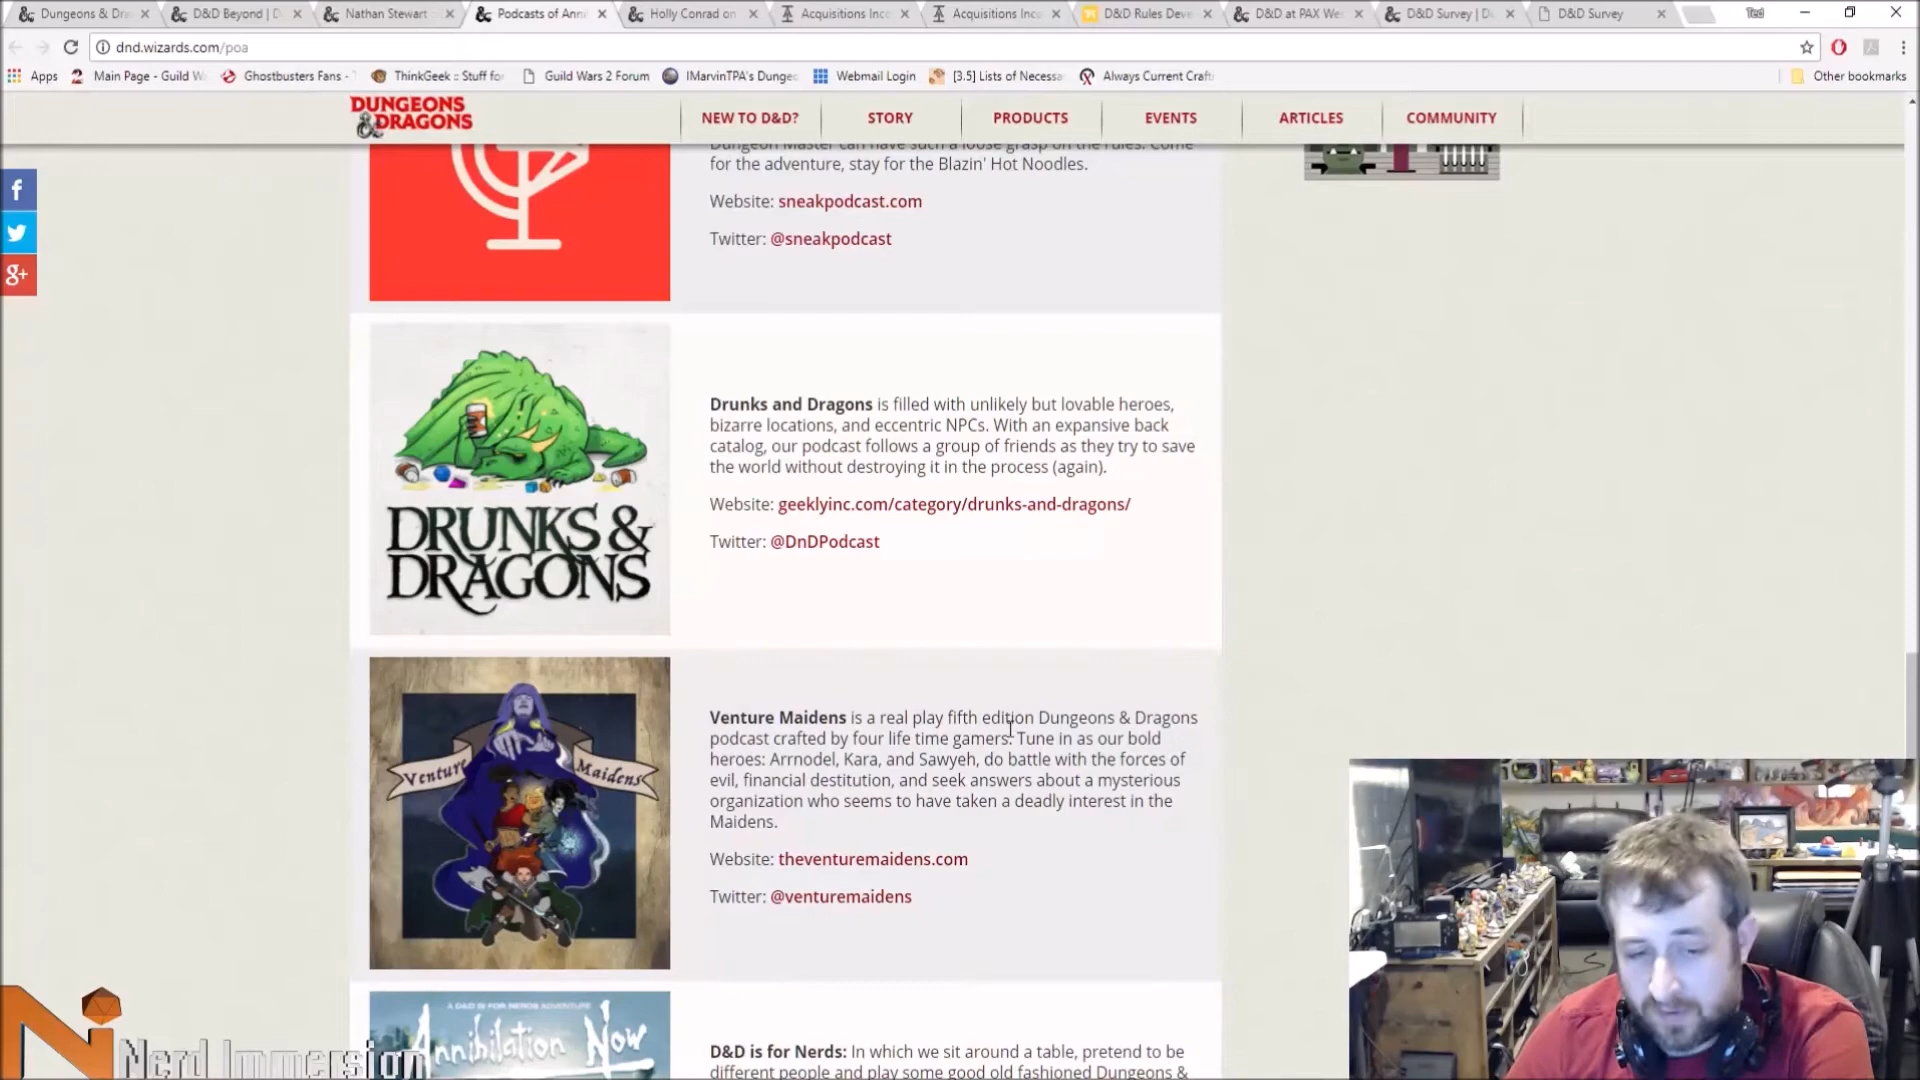 Dungeons & Dra
D&D Beyond | D
Nathan Stewart
Podcasts of Anni
Holly Conrad on
Acquisitions Inco
Acquisitions Inco
D&D Rules Deve
D&D at PAX Wes
D&D Survey | Du
D&D Survey
Ted
dnd.wizards.com/poa
Apps
Main Page - Guild W
Ghostbusters Fans -
ThinkGeek :: Stuff for
Guild Wars 2 Forum
IMarvinTPA's Dunge
Webmail Login
[3.5] Lists of Necessa
Always Current Craft
Other bookmarks
DUNGEONS & DRAGONS
NEW TO D&D?
STORY
PRODUCTS
EVENTS
ARTICLES
COMMUNITY
Dungeon Master can have such a loose grasp on the rules. Come
for the adventure, stay for the Blazin' Hot Noodles.
Website: sneakpodcast.com
Twitter: @sneakpodcast
f
g+
DRUNKS &
DRAGONS
Drunks and Dragons is filled with unlikely but lovable heroes,
bizarre locations, and eccentric NPCs. With an expansive back
catalog, our podcast follows a group of friends as they try to save
the world without destroying it in the process (again).
Website: geeklyinc.com/category/drunks-and-dragons/
Twitter: @DnDPodcast
Venture Maidens
Venture Maidens is a real play fifth edition Dungeons & Dragons
podcast crafted by four life time gamers. Tune in as our bold
heroes: Arrnodel, Kara, and Sawyeh, do battle with the forces of
evil, financial destitution, and seek answers about a mysterious
organization who seems to have taken a deadly interest in the
Maidens.
Website: theventuremaidens.com
Twitter: @venturemaidens
A D&D IS FOR NERDS ADVENTURE
Annihilation Now
D&D is for Nerds: In which we sit around a table, pretend to be
different people and play some good old fashioned Dungeons &
Nerd Immersion